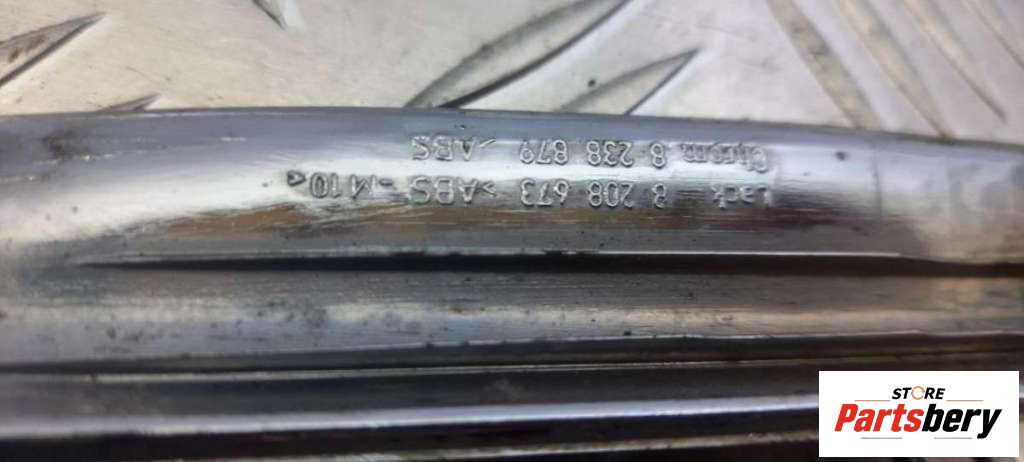 Chrom 8 238 879 >ABS
Lack 8 208 673 >ABS -M10<
STORE
Partsbery